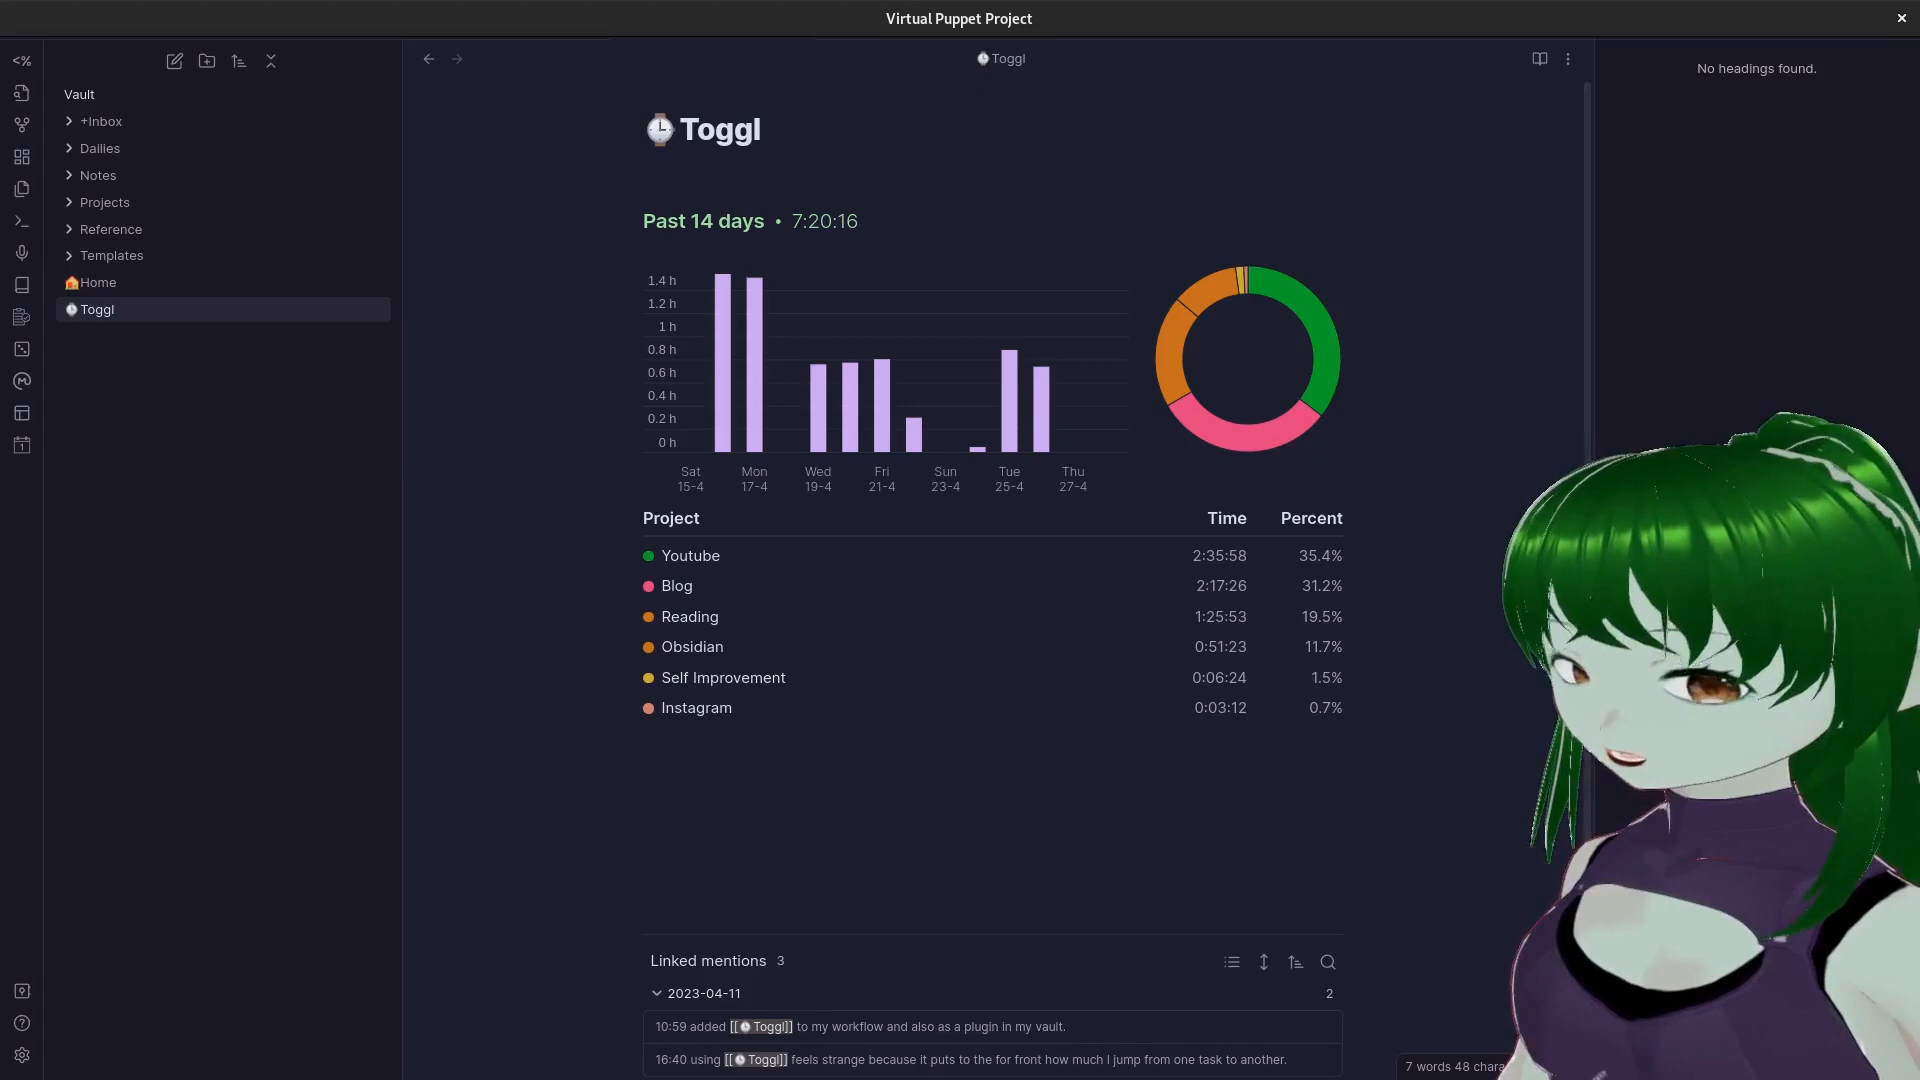 Virtual Puppet Project
Toggl
No headings found.
Vault
+Inbox
Dailies
Notes
Projects
Reference
Templates
Home
Toggl
Toggl
Past 14 days • 7:20:16
1.4 h
1.2 h
1 h
0.8 h
0.6 h
0.4 h
0.2 h
0 h
Sat Mon Wed Fri Sun Tue Thu
15-4 17-4 19-4 21-4 23-4 25-4 27-4
Project Time Percent
Youtube 2:35:58 35.4%
Blog 2:17:26 31.2%
Reading 1:25:53 19.5%
Obsidian 0:51:23 11.7%
Self Improvement 0:06:24 1.5%
Instagram 0:03:12 0.7%
Linked mentions 3
2023-04-11 2
10:59 added [[Toggl]] to my workflow and also as a plugin in my vault.
16:40 using [[Toggl]] feels strange because it puts to the for front how much I jump from one task to another.
7 words 48 chara